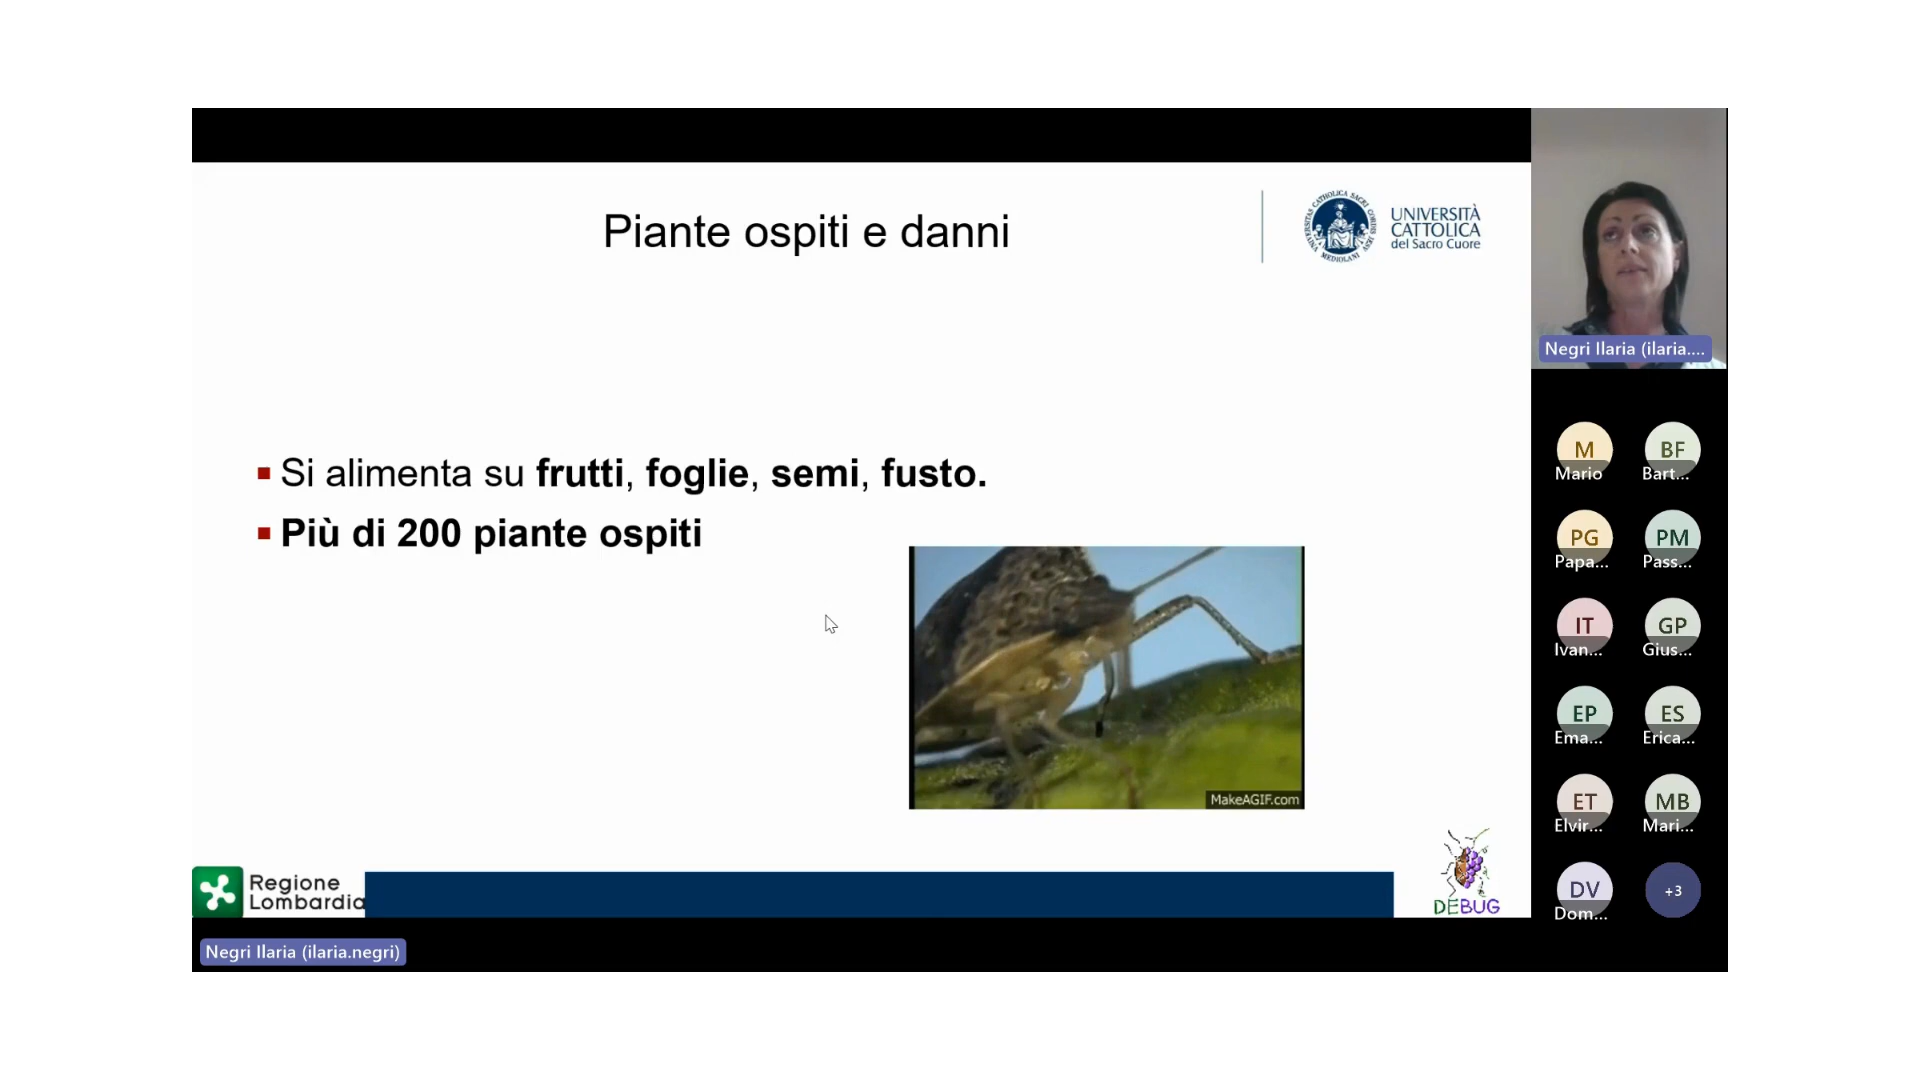 Piante ospiti e danni
UNIVERSITÀ
CATTOLICA
del Sacro Cuore
Si alimenta su frutti, foglie, semi, fusto.
Più di 200 piante ospiti
MakeAGIF.com
Regione
Lombardia
DEBUG
Negri Ilaria (ilaria.negri)
Negri Ilaria (ilaria....
M
Mario
BF
Bart...
PG
Papa...
PM
Pass...
IT
Ivan...
GP
Gius...
EP
Ema...
ES
Erica...
ET
Elvir...
MB
Mari...
DV
Dom...
+3